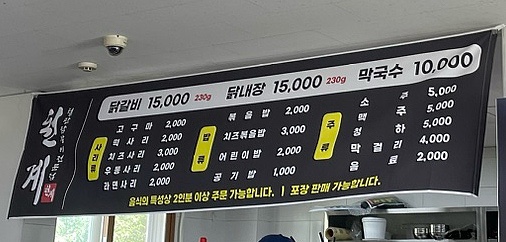 환계
닭갈비 15,000 230g 닭내장 15,000 230g 막국수 10,000
사리류
고구마 2,000
떡사리 2,000
치즈사리 3,000
우동사리 2,000
라면사리 2,000
밥류
볶음밥 2,000
치즈볶음밥 3,000
어린이밥 2,000
공기밥 1,000
주류
소주 5,000
맥주 5,000
청하 5,000
막걸리 4,000
음료 2,000
음식의 특성상 2인분 이상 주문 가능합니다. | 포장 판매 가능합니다.